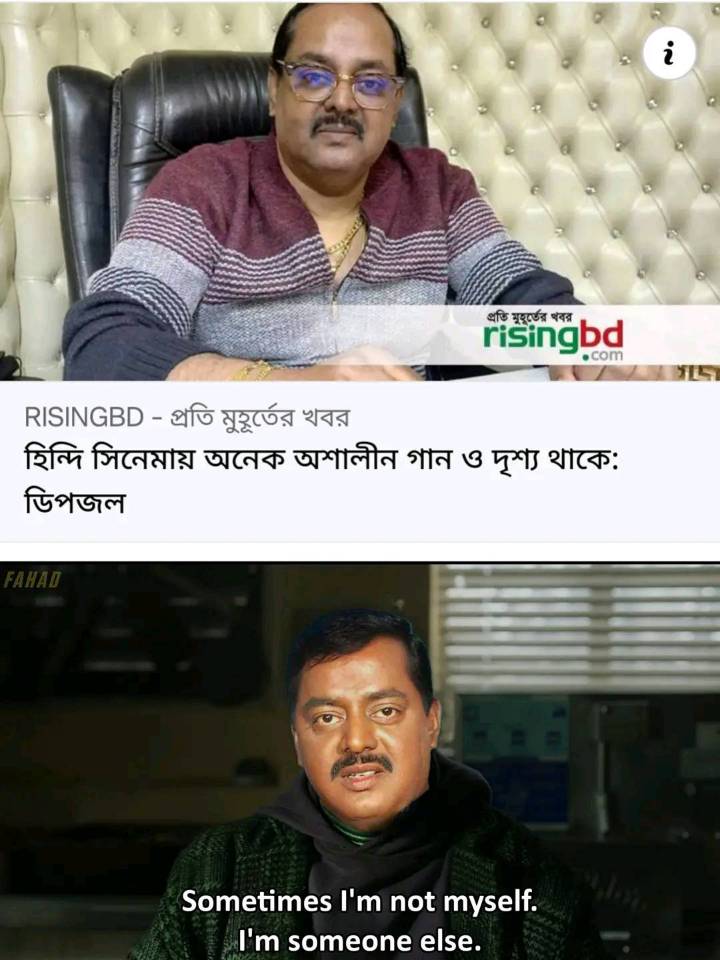 প্রতি মুহূর্তের খবর
risingbd
.com
RISINGBD - প্রতি মুহূর্তের খবর
হিন্দি সিনেমায় অনেক অশালীন গান ও দৃশ্য থাকে:
ডিপজল
FAHAD
Sometimes I'm not myself.
I'm someone else.